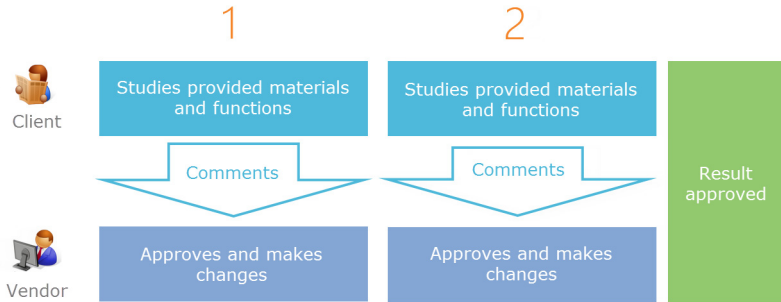 1
2
Client
Studies provided materials
and functions
Studies provided materials
and functions
Comments
Comments
Result
approved
Vendor
Approves and makes
changes
Approves and makes
changes